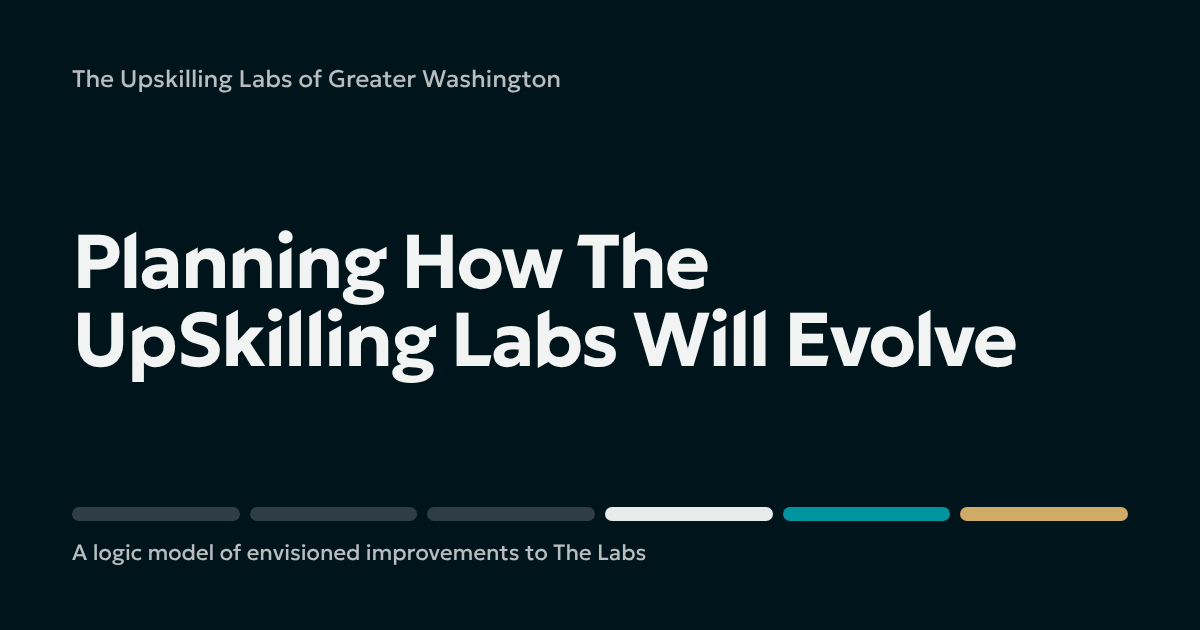 The Upskilling Labs of Greater Washington
Planning How The
UpSkilling Labs Will Evolve
A logic model of envisioned improvements to The Labs